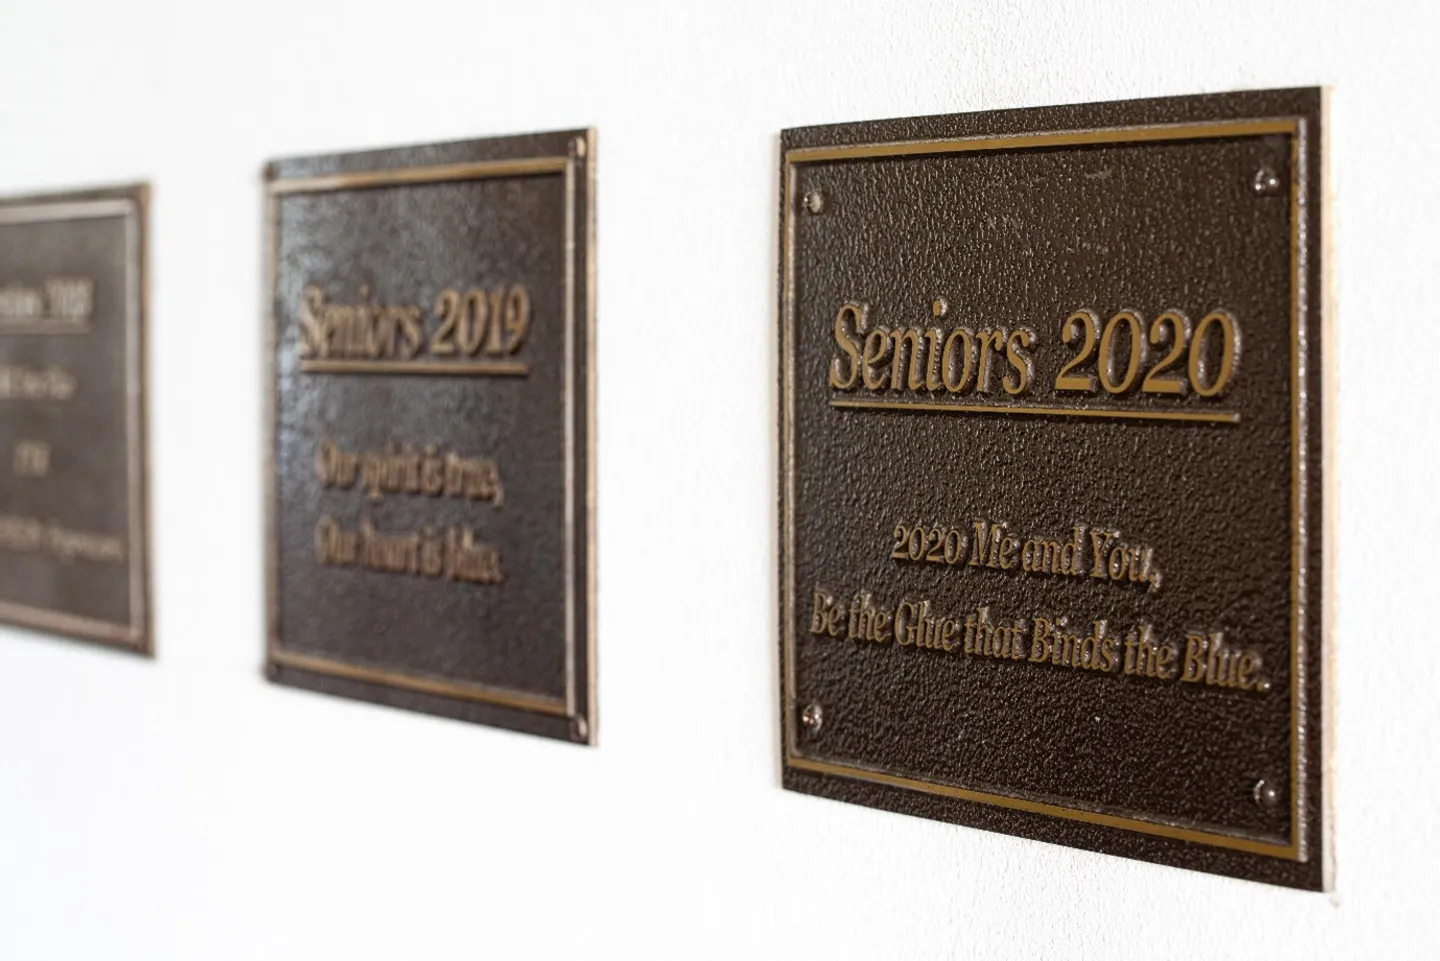 Seniors 2019
Our spirit is true,
Our heart is blue.
Seniors 2020
2020 Me and You,
Be the Glue that Binds the Blue.